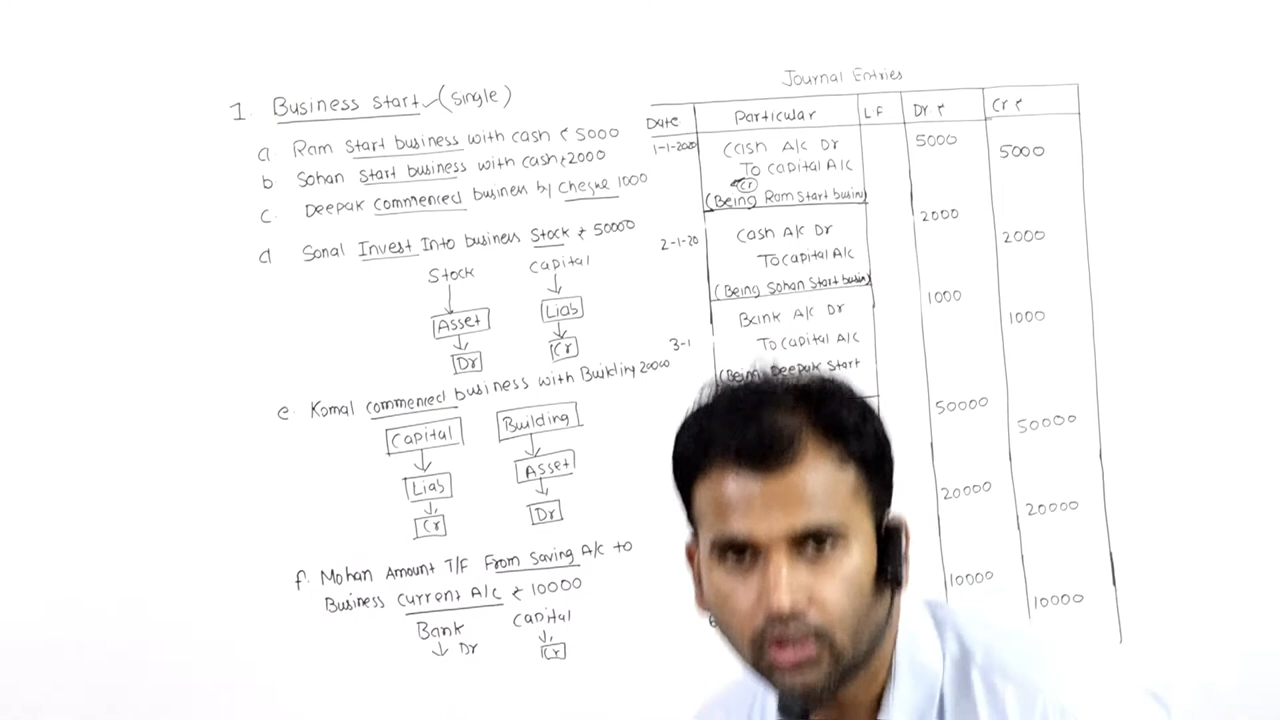 1. Business Start (Single)
a Ram Start business with cash ₹ 5000
b Sohan Start business with cash ₹2000
c. Deepak Commenced business by Cheque 1000
d Sonal Invest Into business Stock ₹ 50000
Stock Capital
Asset Liab
Dr Cr
e. Komal Commenced business with Building 20000
Capital Building
Liab Asset
Cr Dr
f. Mohan Amount T/F From Saving A/c to
Business Current A/c ₹ 10000
Bank Capital
Dr Cr
Journal Entries
Date Particular L.F Dr. ₹ Cr ₹
1-1-2020 Cash A/c Dr 5000
To Capital A/c 5000
Cr
(Being Ram Start busin)
2-1-20 Cash A/c Dr 2000
To Capital A/c 2000
(Being Sohan Start busin)
Bank A/c Dr 1000
3-1 To Capital A/c 1000
(Being Deepak Start
50000
50000
20000
20000
10000
10000